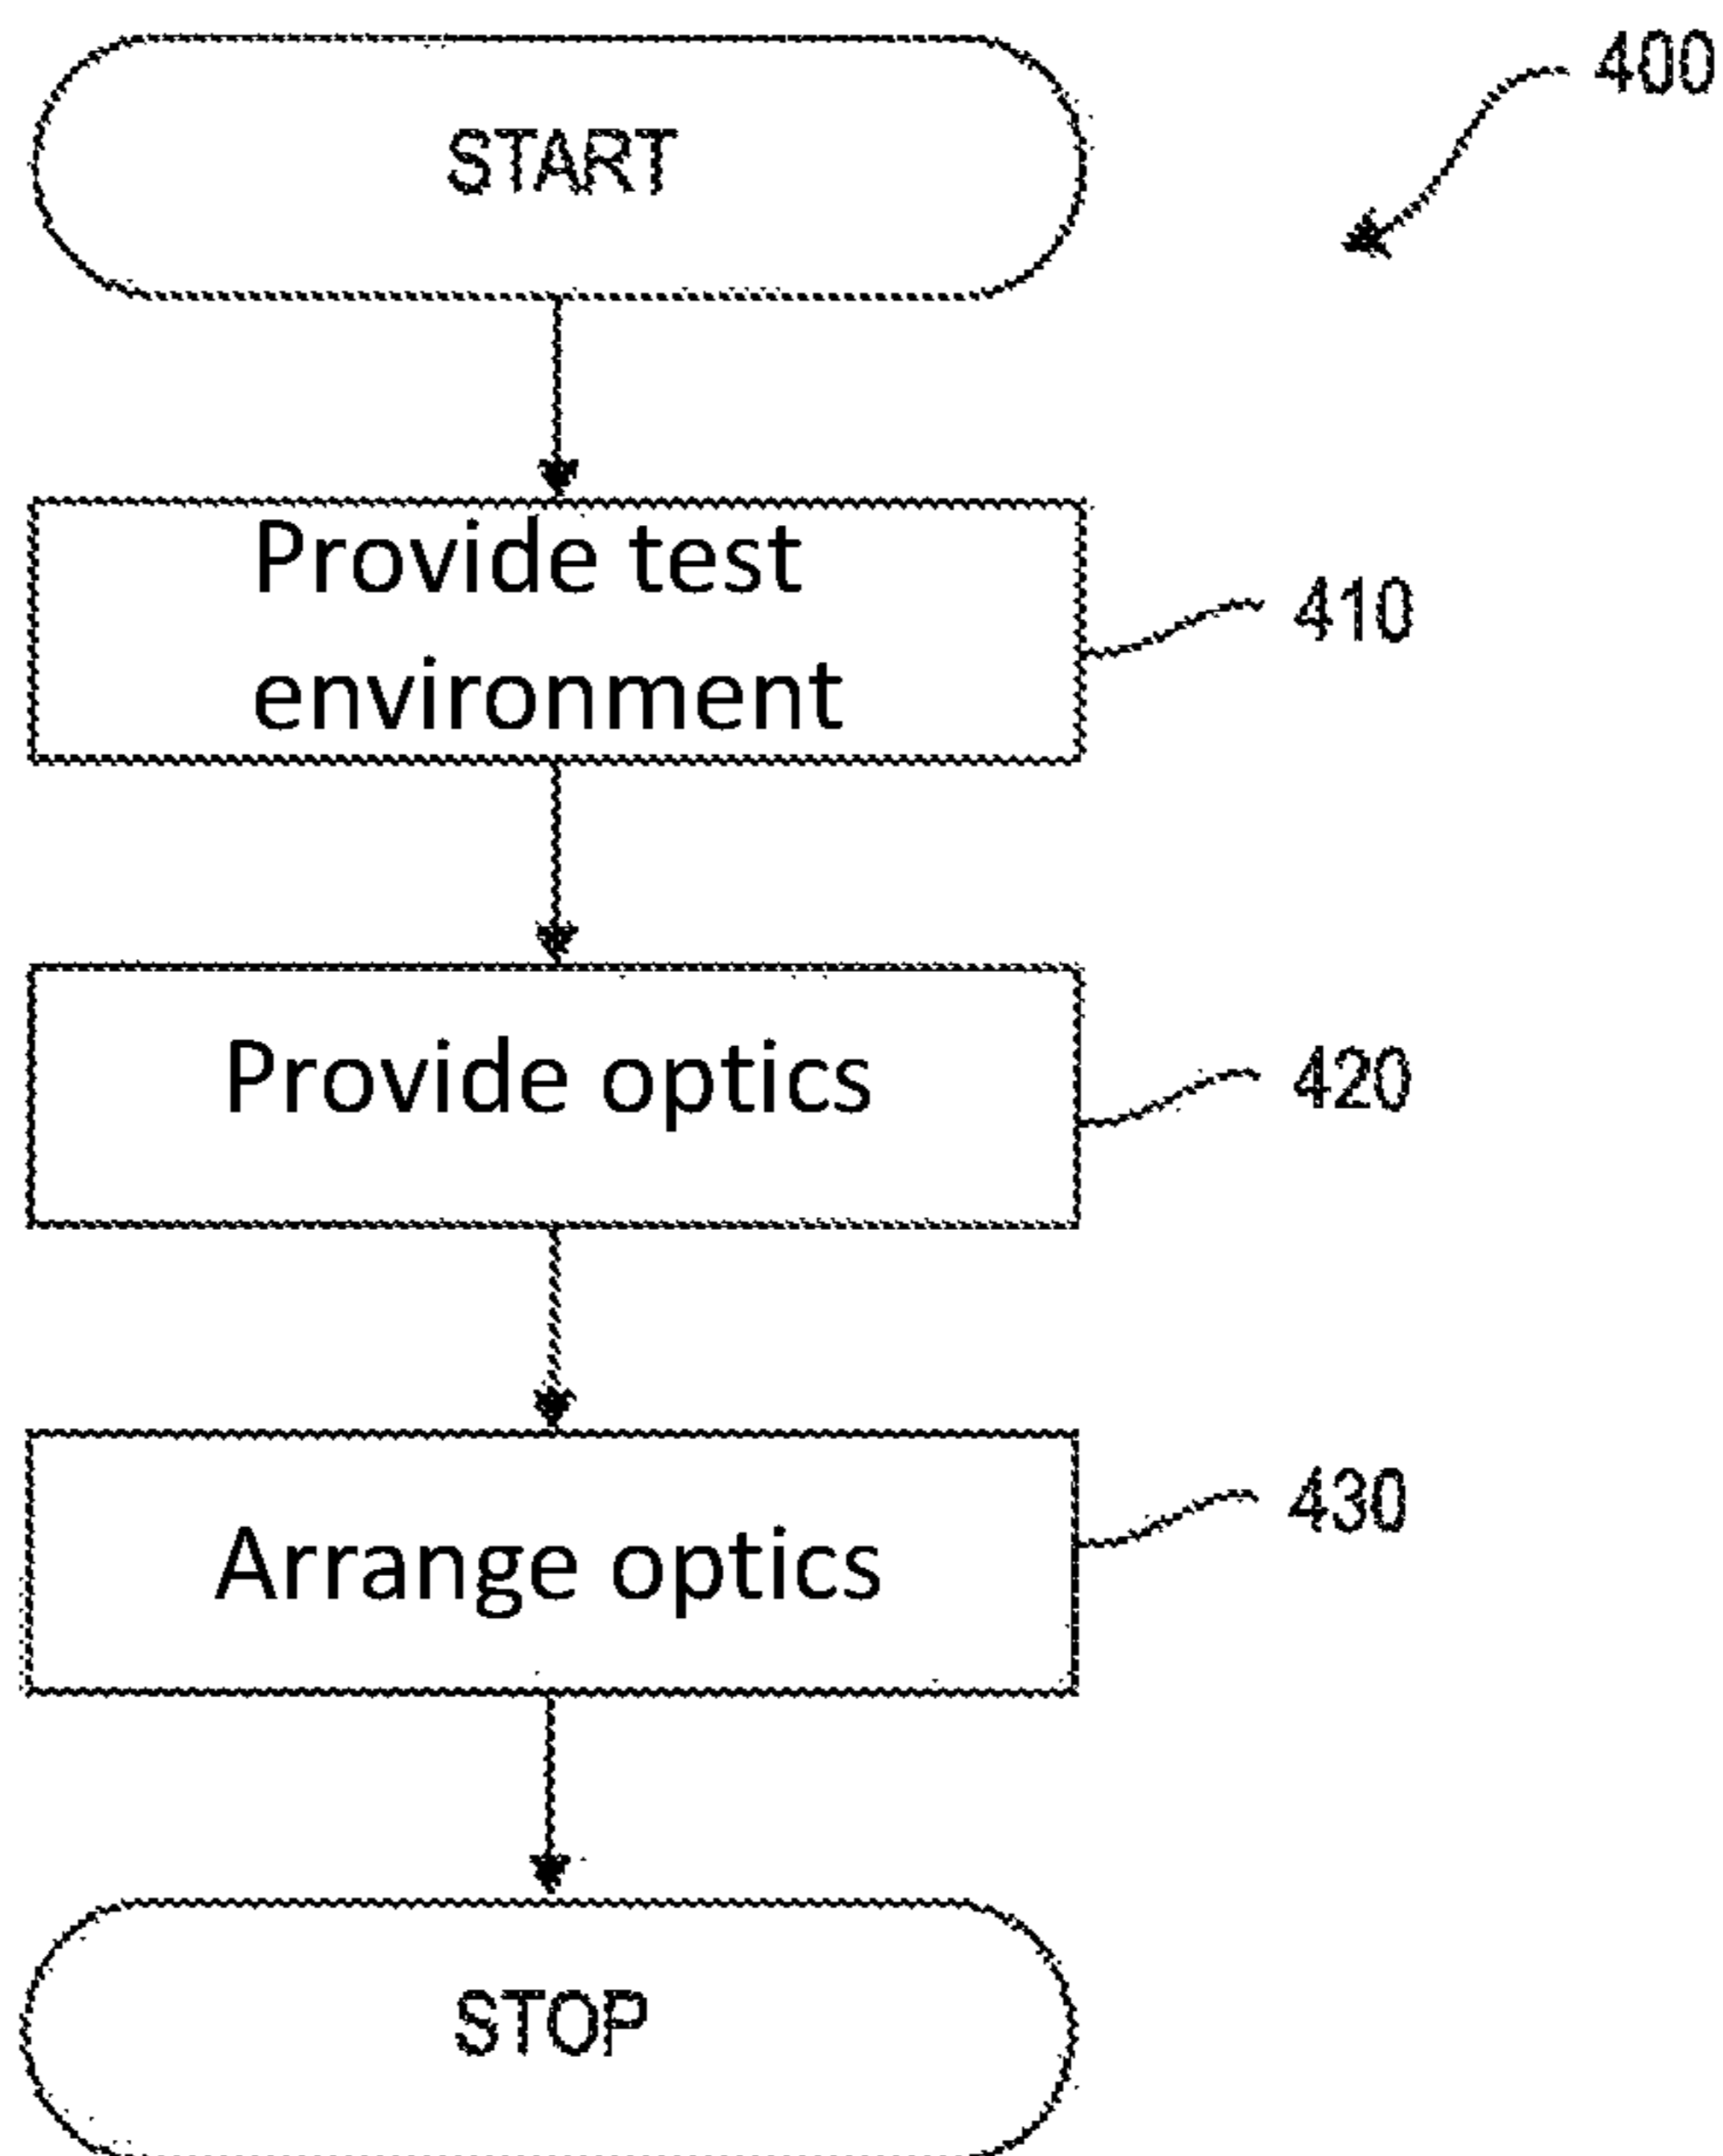 400
START
Provide test
environment
410
Provide optics
420
Arrange optics
430
STOP